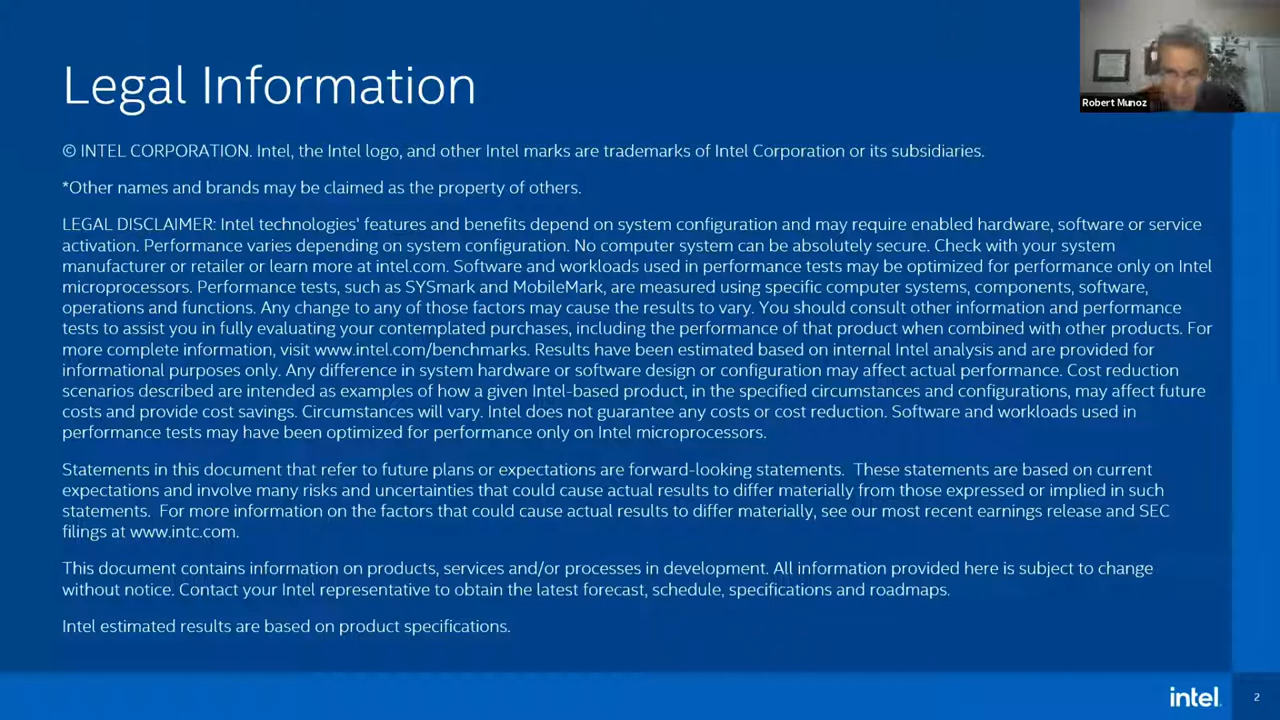 Legal Information
Robert Munoz
© INTEL CORPORATION. Intel, the Intel logo, and other Intel marks are trademarks of Intel Corporation or its subsidiaries.
*Other names and brands may be claimed as the property of others.
LEGAL DISCLAIMER: Intel technologies' features and benefits depend on system configuration and may require enabled hardware, software or service
activation. Performance varies depending on system configuration. No computer system can be absolutely secure. Check with your system
manufacturer or retailer or learn more at intel.com. Software and workloads used in performance tests may be optimized for performance only on Intel
microprocessors. Performance tests, such as SYSmark and MobileMark, are measured using specific computer systems, components, software,
operations and functions. Any change to any of those factors may cause the results to vary. You should consult other information and performance
tests to assist you in fully evaluating your contemplated purchases, including the performance of that product when combined with other products. For
more complete information, visit www.intel.com/benchmarks. Results have been estimated based on internal Intel analysis and are provided for
informational purposes only. Any difference in system hardware or software design or configuration may affect actual performance. Cost reduction
scenarios described are intended as examples of how a given Intel-based product, in the specified circumstances and configurations, may affect future
costs and provide cost savings. Circumstances will vary. Intel does not guarantee any costs or cost reduction. Software and workloads used in
performance tests may have been optimized for performance only on Intel microprocessors.
Statements in this document that refer to future plans or expectations are forward-looking statements.  These statements are based on current
expectations and involve many risks and uncertainties that could cause actual results to differ materially from those expressed or implied in such
statements.  For more information on the factors that could cause actual results to differ materially, see our most recent earnings release and SEC
filings at www.intc.com.
This document contains information on products, services and/or processes in development. All information provided here is subject to change
without notice. Contact your Intel representative to obtain the latest forecast, schedule, specifications and roadmaps.
Intel estimated results are based on product specifications.
intel.
2